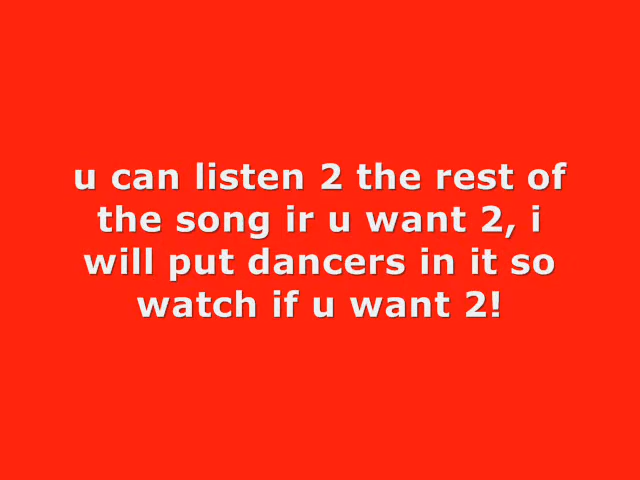 u can listen 2 the rest of
the song ir u want 2, i
will put dancers in it so
watch if u want 2!